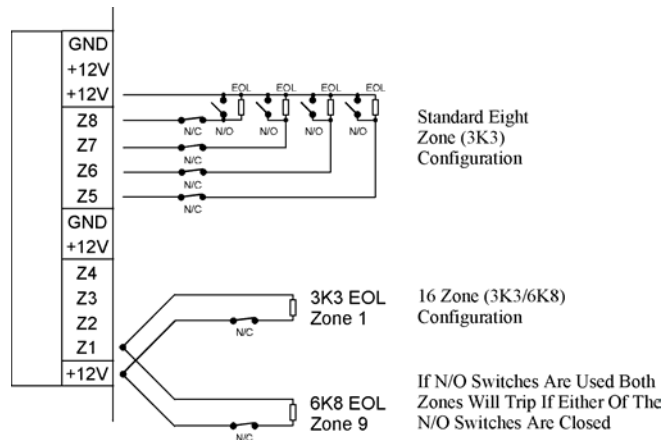 GND
+12V
+12V
Z8
Z7
Z6
Z5
GND
+12V
Z4
Z3
Z2
Z1
+12V
EOL EOL EOL EOL
N/C N/O N/O N/O N/O
N/C
N/C
N/C
Standard Eight
Zone (3K3)
Configuration
3K3 EOL
Zone 1
N/C
16 Zone (3K3/6K8)
Configuration
6K8 EOL
Zone 9
N/C
If N/O Switches Are Used Both
Zones Will Trip If Either Of The
N/O Switches Are Closed